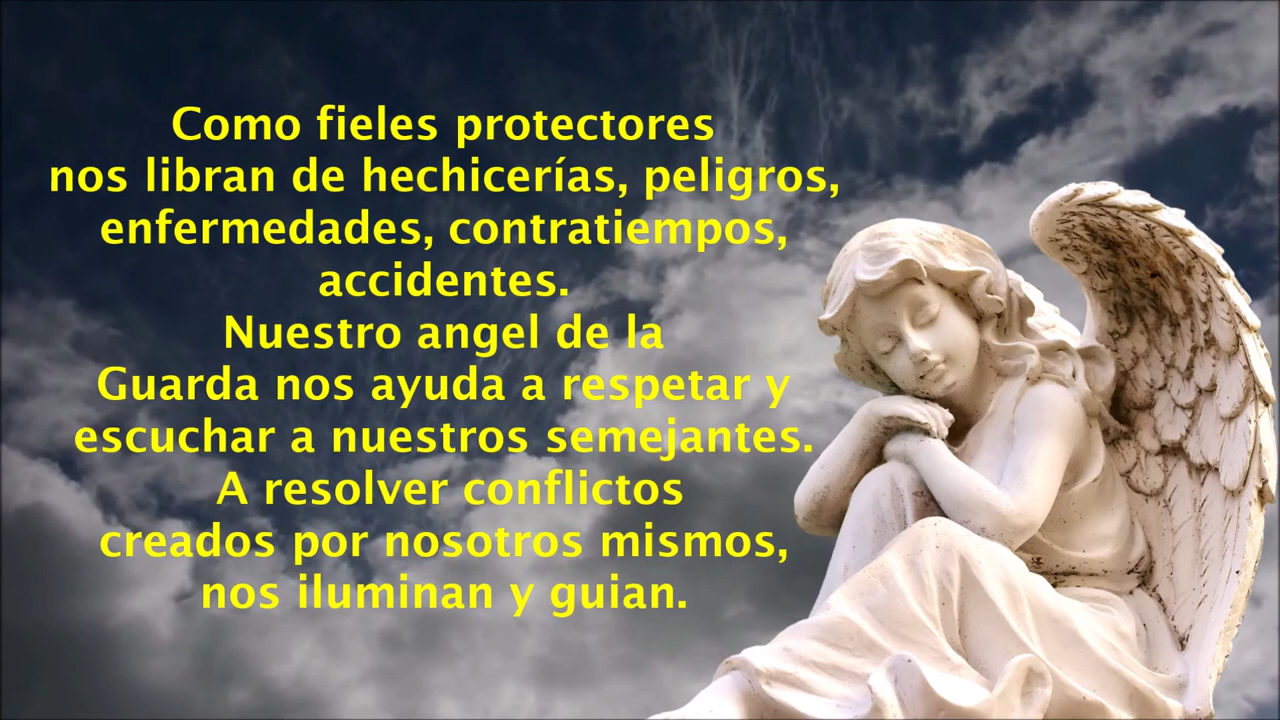 Como fieles protectores
nos libran de hechicerías, peligros,
enfermedades, contratiempos,
accidentes.
Nuestro angel de la
Guarda nos ayuda a respetar y
escuchar a nuestros semejantes.
A resolver conflictos
creados por nosotros mismos,
nos iluminan y guian.